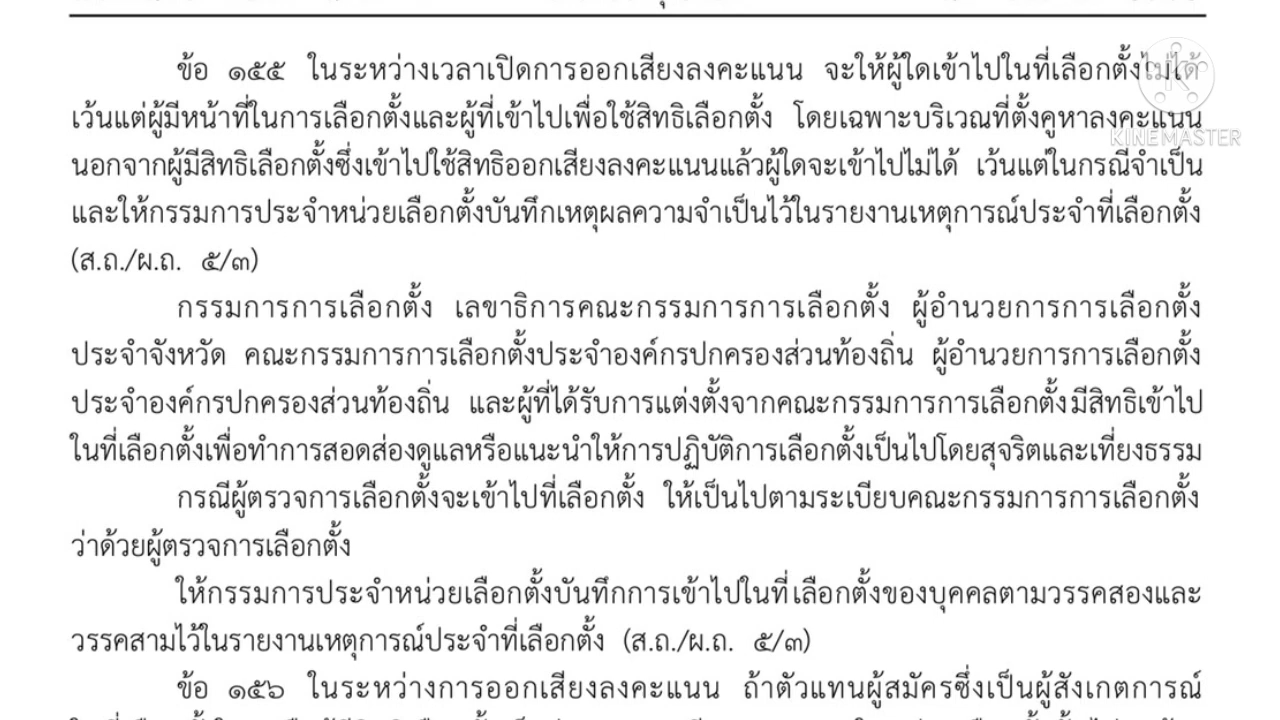 ข้อ ๑๕๕ ในระหว่างเวลาเปิดการออกเสียงลงคะแนน จะให้ผู้ใดเข้าไปในที่เลือกตั้งไม่ได้
เว้นแต่ผู้มีหน้าที่ในการเลือกตั้งและผู้ที่เข้าไปเพื่อใช้สิทธิเลือกตั้ง โดยเฉพาะบริเวณที่ตั้งคูหาลงคะแนน
KINEMASTER
นอกจากผู้มีสิทธิเลือกตั้งซึ่งเข้าไปใช้สิทธิออกเสียงลงคะแนนแล้วผู้ใดจะเข้าไปไม่ได้ เว้นแต่ในกรณีจำเป็น
และให้กรรมการประจำหน่วยเลือกตั้งบันทึกเหตุผลความจำเป็นไว้ในรายงานเหตุการณ์ประจำที่เลือกตั้ง
(ส.ถ./ผ.ถ. ๕/๓)
กรรมการการเลือกตั้ง เลขาธิการคณะกรรมการการเลือกตั้ง ผู้อำนวยการการเลือกตั้ง
ประจำจังหวัด คณะกรรมการการเลือกตั้งประจำองค์กรปกครองส่วนท้องถิ่น ผู้อำนวยการการเลือกตั้ง
ประจำองค์กรปกครองส่วนท้องถิ่น และผู้ที่ได้รับการแต่งตั้งจากคณะกรรมการการเลือกตั้งมีสิทธิเข้าไป
ในที่เลือกตั้งเพื่อทำการสอดส่องดูแลหรือแนะนำให้การปฏิบัติการเลือกตั้งเป็นไปโดยสุจริตและเที่ยงธรรม
กรณีผู้ตรวจการเลือกตั้งจะเข้าไปที่เลือกตั้ง ให้เป็นไปตามระเบียบคณะกรรมการการเลือกตั้ง
ว่าด้วยผู้ตรวจการเลือกตั้ง
ให้กรรมการประจำหน่วยเลือกตั้งบันทึกการเข้าไปในที่เลือกตั้งของบุคคลตามวรรคสองและ
วรรคสามไว้ในรายงานเหตุการณ์ประจำที่เลือกตั้ง (ส.ถ./ผ.ถ. ๕/๓)
ข้อ ๑๕๖ ในระหว่างการออกเสียงลงคะแนน ถ้าตัวแทนผู้สมัครซึ่งเป็นผู้สังเกตการณ์